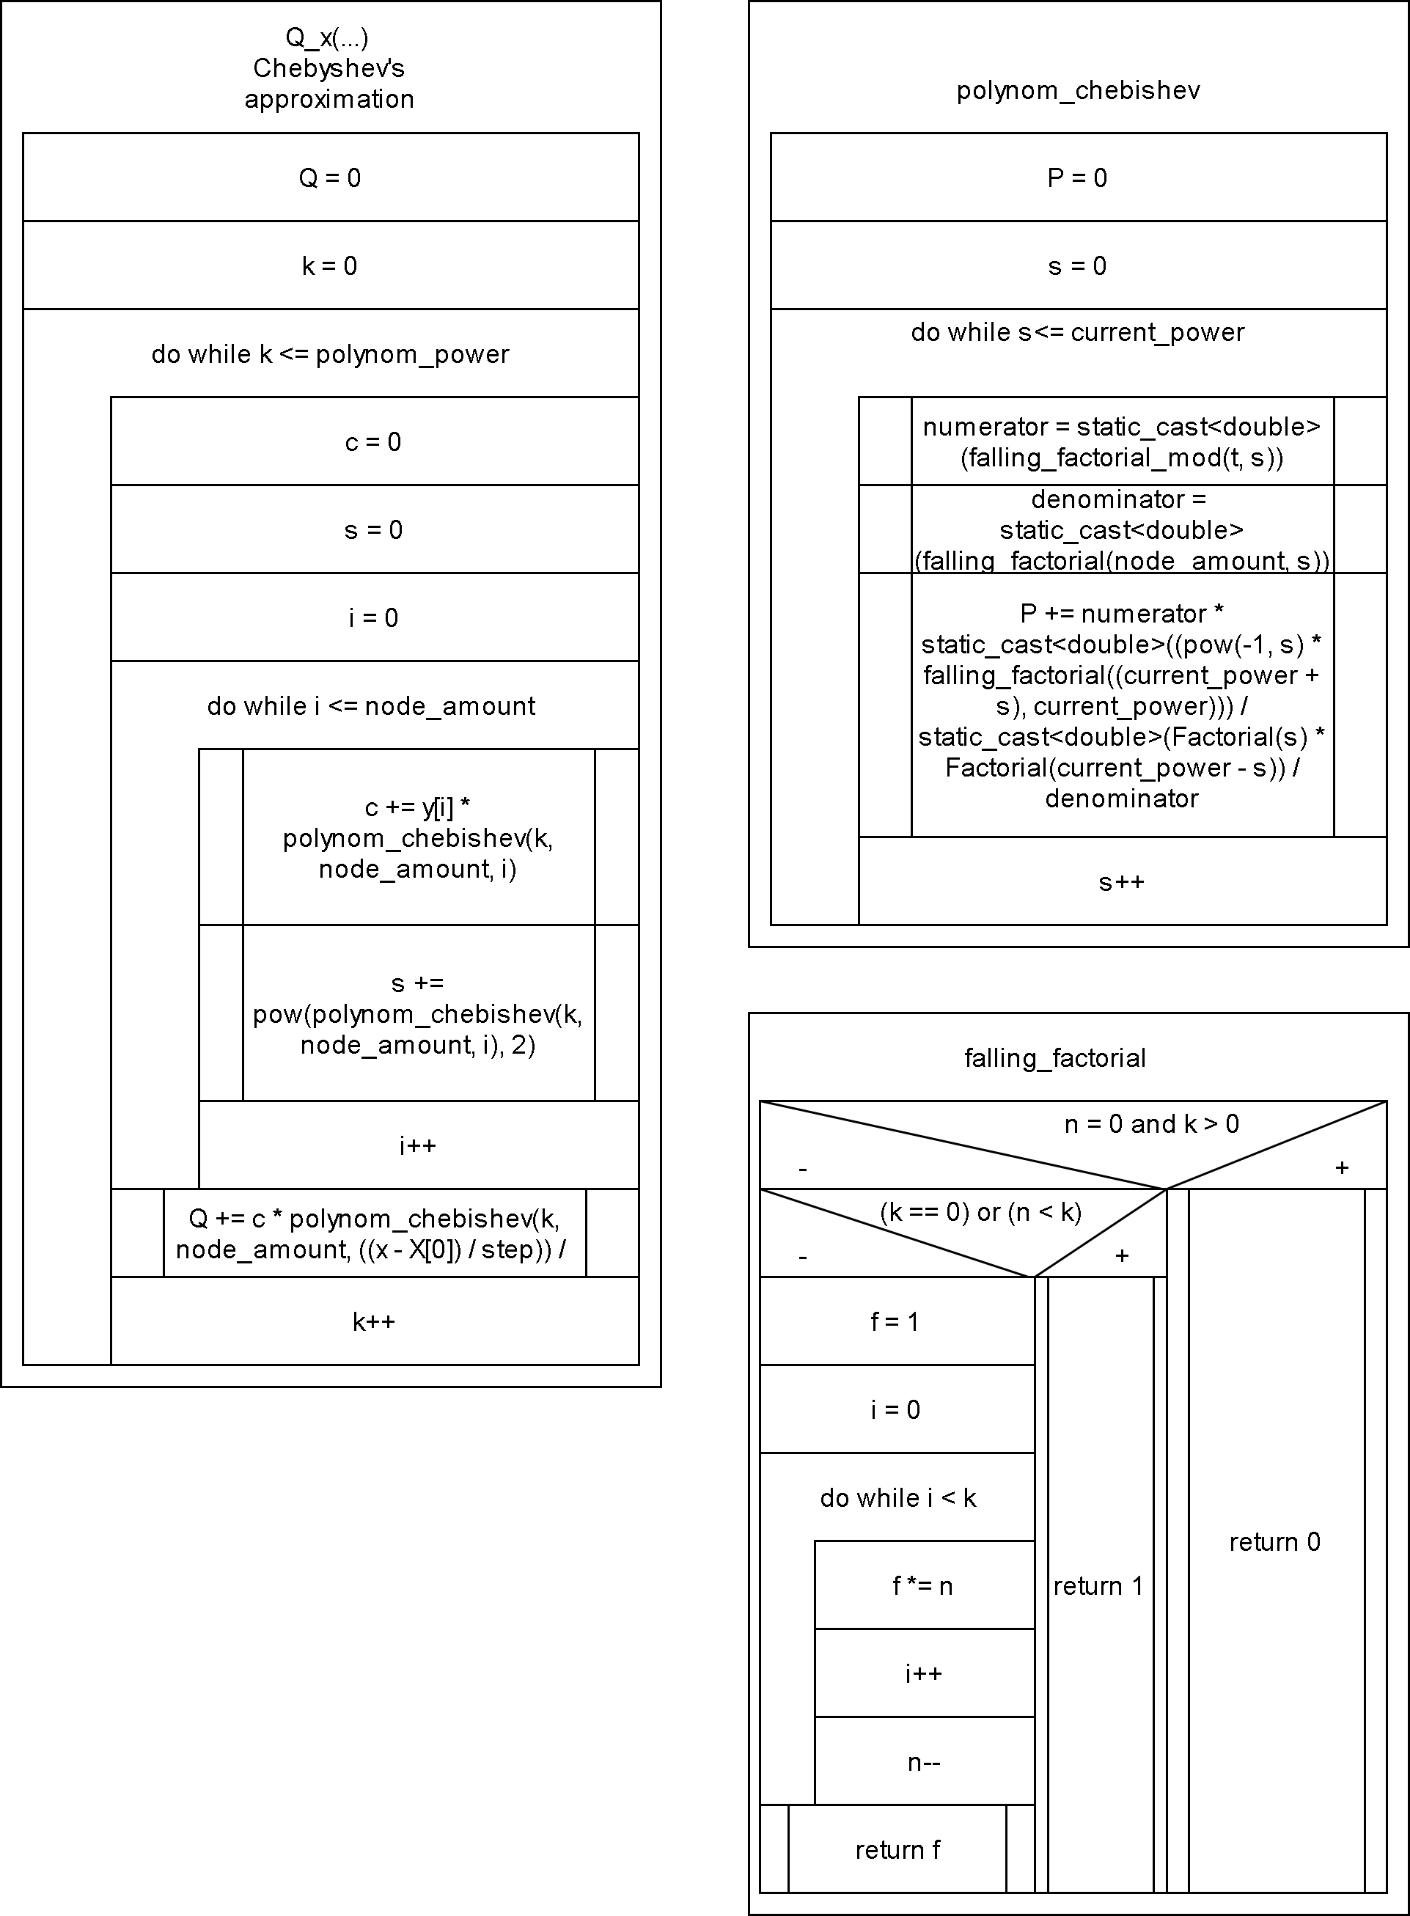 Q_x(...)
Chebyshev's
approximation
Q = 0
k = 0
do while k <= polynom_power
c = 0
s = 0
i = 0
do while i <= node_amount
c += y[i] *
polynom_chebishev(k,
node_amount, i)
s +=
pow(polynom_chebishev(k,
node_amount, i), 2)
i++
Q += c * polynom_chebishev(k,
node_amount, ((x - X[0]) / step)) /
k++
polynom_chebishev
P = 0
s = 0
do while s<= current_power
numerator = static_cast<double>
(falling_factorial_mod(t, s))
denominator =
static_cast<double>
(falling_factorial(node_amount, s))
P += numerator *
static_cast<double>((pow(-1, s) *
falling_factorial((current_power +
s), current_power))) /
static_cast<double>(Factorial(s) *
Factorial(current_power - s)) /
denominator
s++
falling_factorial
n = 0 and k > 0
-
+
(k == 0) or (n < k)
-
+
f = 1
i = 0
do while i < k
f *= n
i++
n--
return f
return 1
return 0